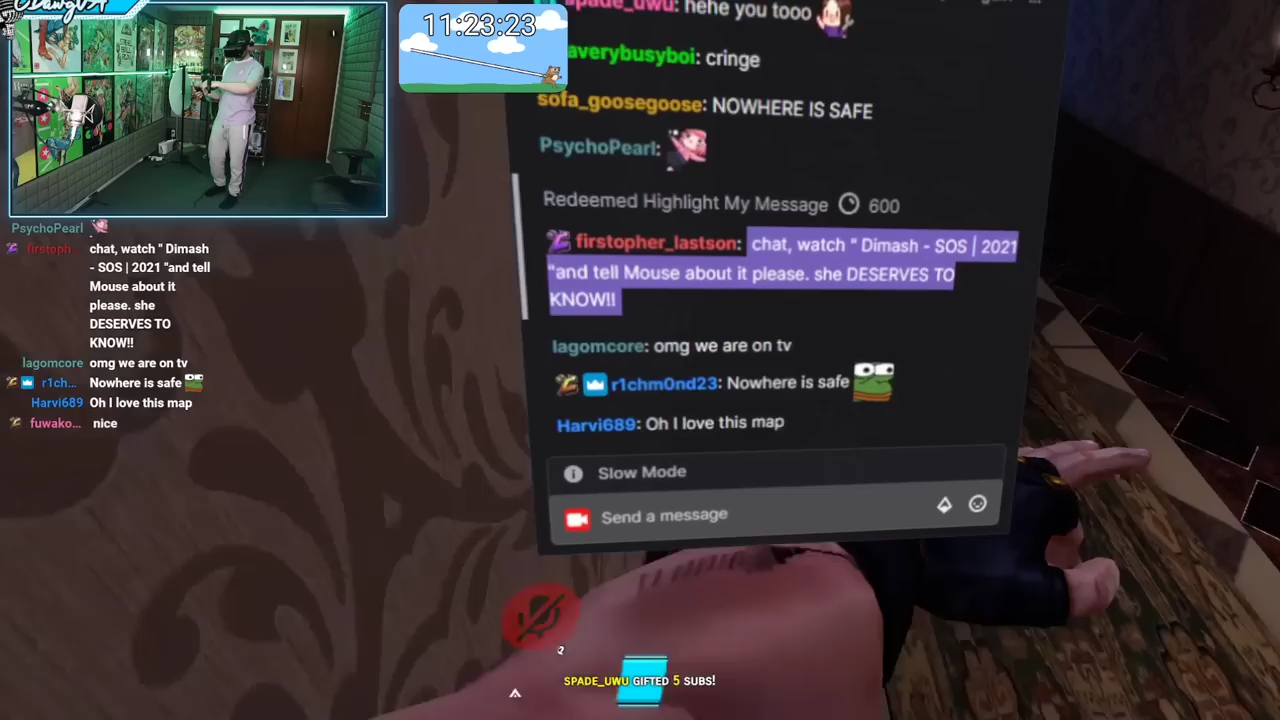 CDawgVA
11:23:23
PsychoPearl
firstoph... chat, watch " Dimash
- SOS | 2021 "and tell
Mouse about it
please. she
DESERVES TO
KNOW!!
lagomcore omg we are on tv
r1ch... Nowhere is safe
Harvi689 Oh I love this map
fuwako... nice
spade_uwu: hehe you tooo
averybusyboi: cringe
sofa_goosegoose: NOWHERE IS SAFE
PsychoPearl:
Redeemed Highlight My Message 600
firstopher_lastson: chat, watch " Dimash - SOS | 2021
"and tell Mouse about it please. she DESERVES TO
KNOW!!
lagomcore: omg we are on tv
r1chm0nd23: Nowhere is safe
Harvi689: Oh I love this map
Slow Mode
Send a message
SPADE_UWU GIFTED 5 SUBS!